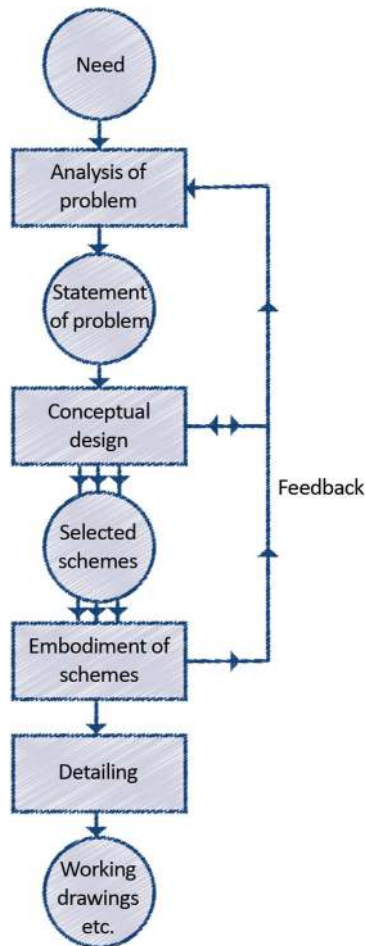 Need
Analysis of
problem
Statement
of problem
Conceptual
design
Feedback
Selected
schemes
Embodiment of
schemes
Detailing
Working
drawings
etc.